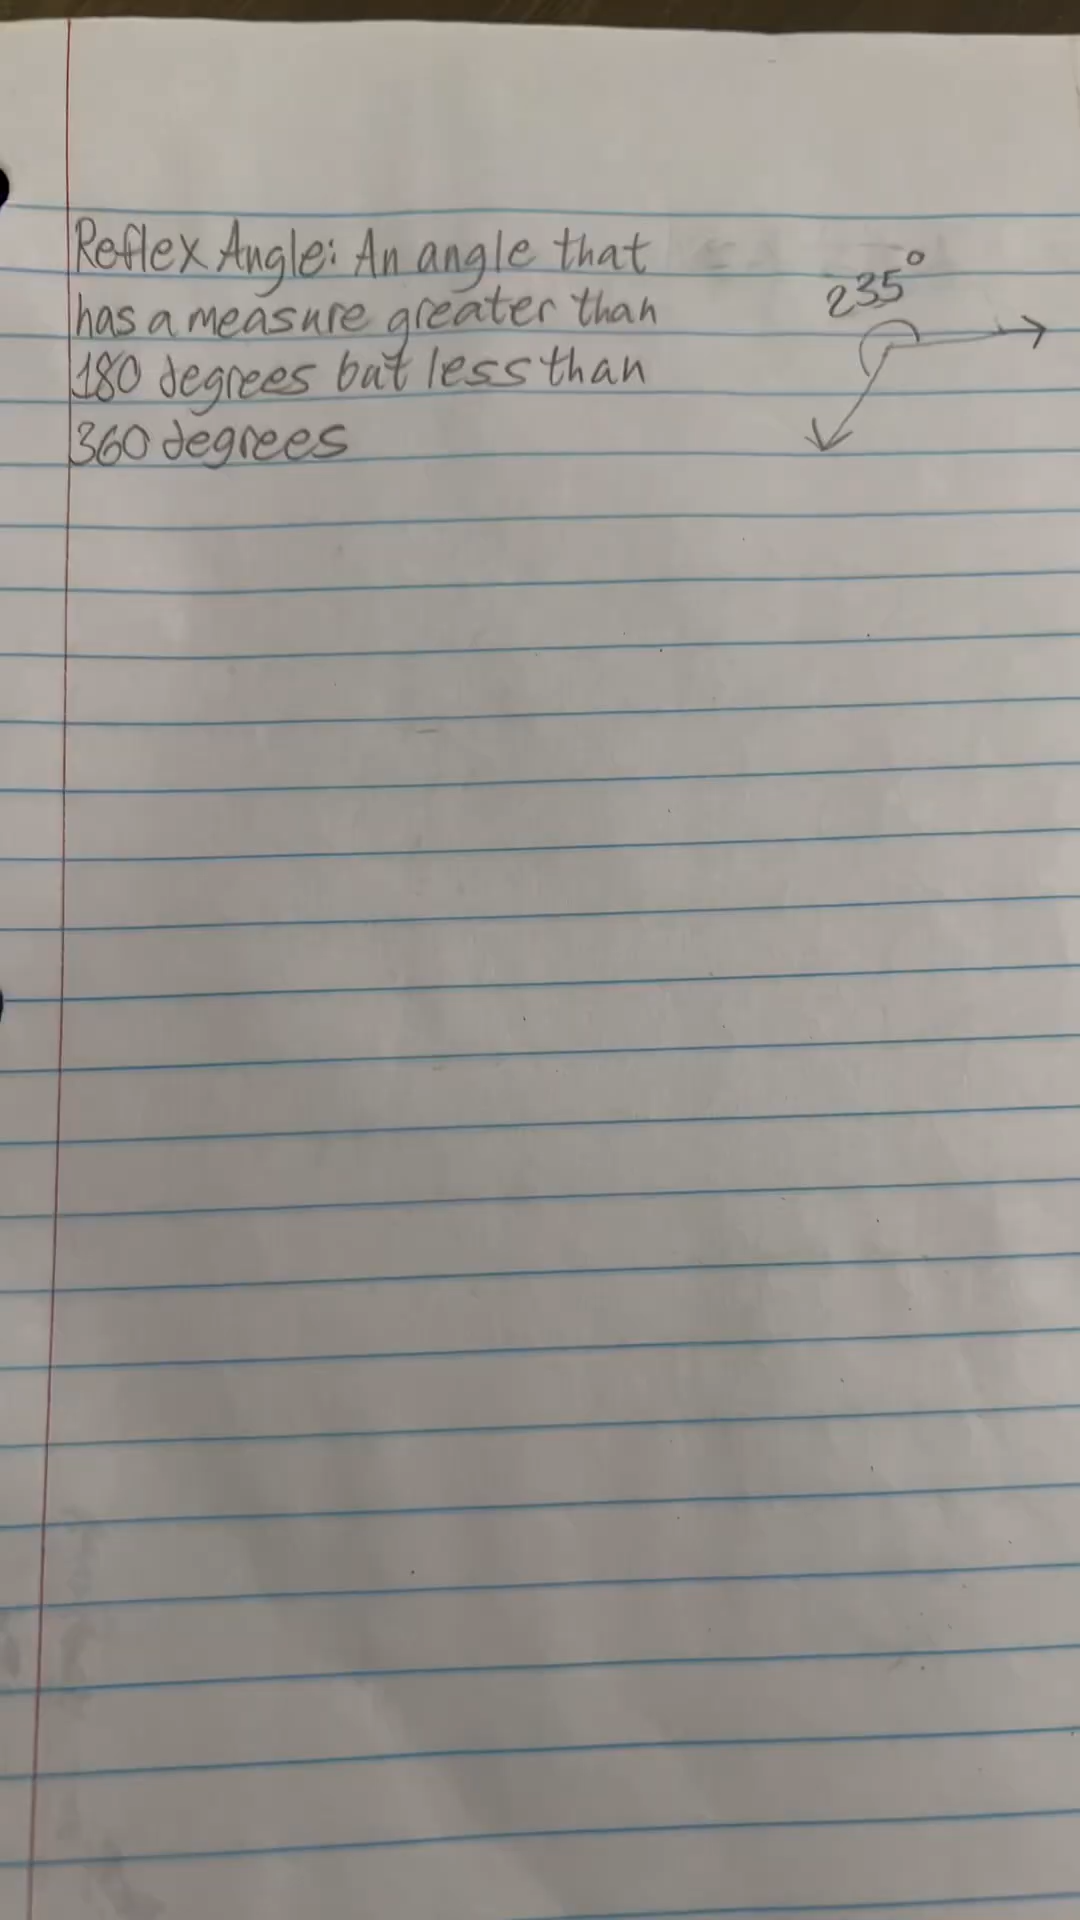 Reflex Angle: An angle that
has a measure greater than
180 degrees but less than
360 degrees
235°